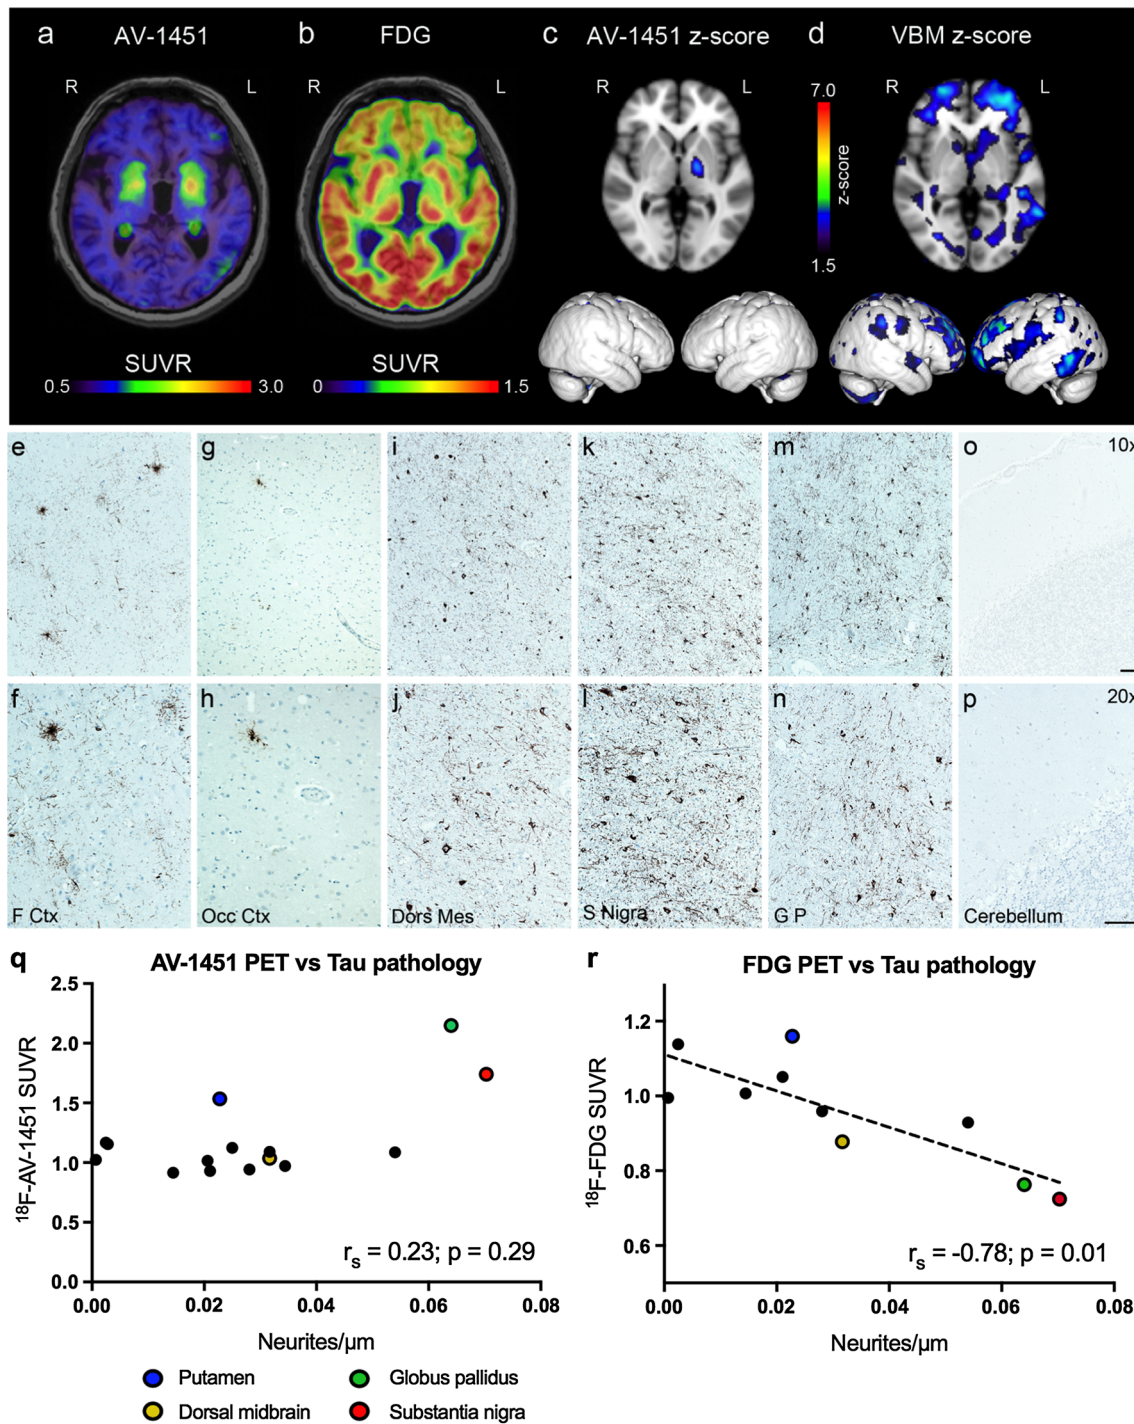 a AV-1451 b FDG c AV-1451 z-score d VBM z-score
R L R L R L R L
7.0
z-score
1.5
SUVR SUVR
0.5 3.0 0 1.5
e g i k m o 10x
f h j l n p 20x
F Ctx Occ Ctx Dors Mes S Nigra G P Cerebellum
q AV-1451 PET vs Tau pathology
2.5
2.0
1.5
1.0
0.5
0.0
¹⁸F-AV-1451 SUVR
rₛ = 0.23; p = 0.29
0.00 0.02 0.04 0.06 0.08
Neurites/µm
r FDG PET vs Tau pathology
1.2
1.0
0.8
0.6
¹⁸F-FDG SUVR
rₛ = -0.78; p = 0.01
0.00 0.02 0.04 0.06 0.08
Neurites/µm
Putamen Globus pallidus
Dorsal midbrain Substantia nigra